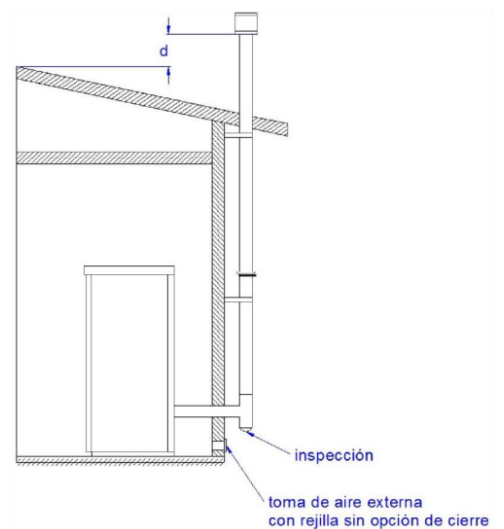 d
inspección
toma de aire externa
con rejilla sin opción de cierre